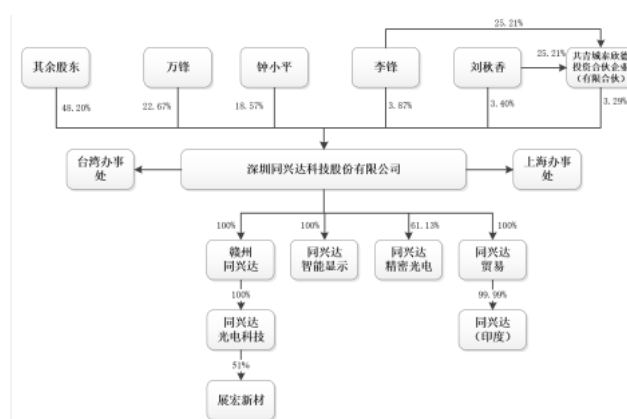 25.21%
其余股东
万锋
钟小平
李锋
刘秋香
25.21%
共青城泰欣德
投资合伙企业
（有限合伙）
48.20%
22.67%
18.57%
3.87%
3.40%
3.29%
台湾办事
处
深圳同兴达科技股份有限公司
上海办事
处
100%
100%
61.13%
100%
赣州
同兴达
同兴达
智能显示
同兴达
精密光电
同兴达
贸易
100%
99.99%
同兴达
光电科技
同兴达
（印度）
51%
展宏新材